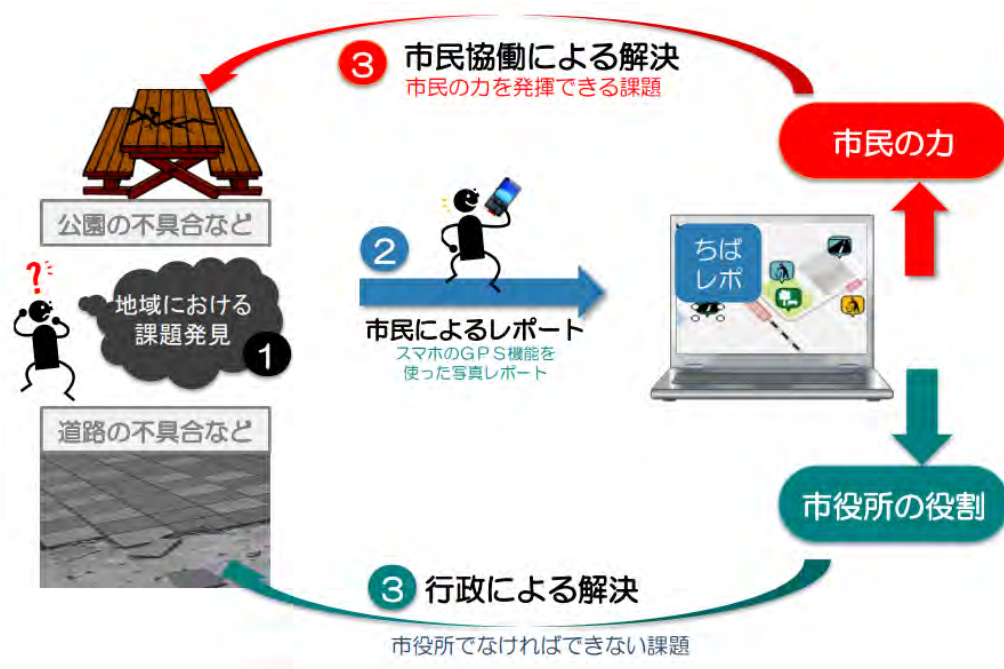 3 市民協働による解決
市民の力を発揮できる課題
市民の力
公園の不具合など
?
地域における
課題発見
1
2
市民によるレポート
スマホのGPS機能を
使った写真レポート
ちば
レポ
道路の不具合など
市役所の役割
3 行政による解決
市役所でなければできない課題